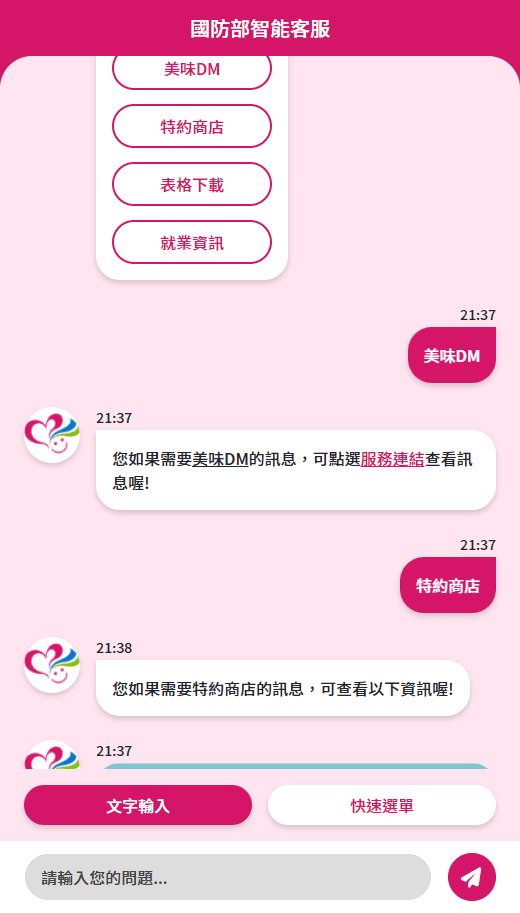 國防部智能客服
美味DM
特約商店
表格下載
就業資訊
21:37
美味DM
21:37
您如果需要美味DM的訊息，可點選服務連結查看訊
息喔!
21:37
特約商店
21:38
您如果需要特約商店的訊息，可查看以下資訊喔!
21:37
文字輸入
快速選單
請輸入您的問題...